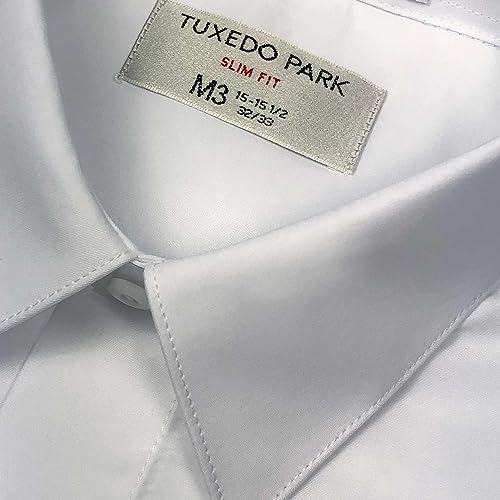 TUXEDO PARK
SLIM FIT
M3 15-15 1/2
32/33